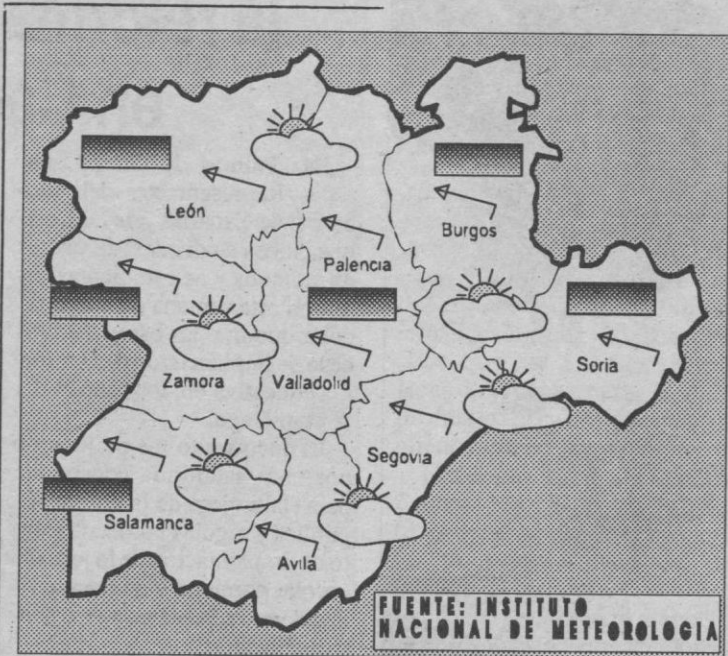 León
Burgos
Palencia
Soria
Zamora
Valladolid
Segovia
Salamanca
Avila
FUENTE: INSTITUTO
NACIONAL DE METEOROLOGIA